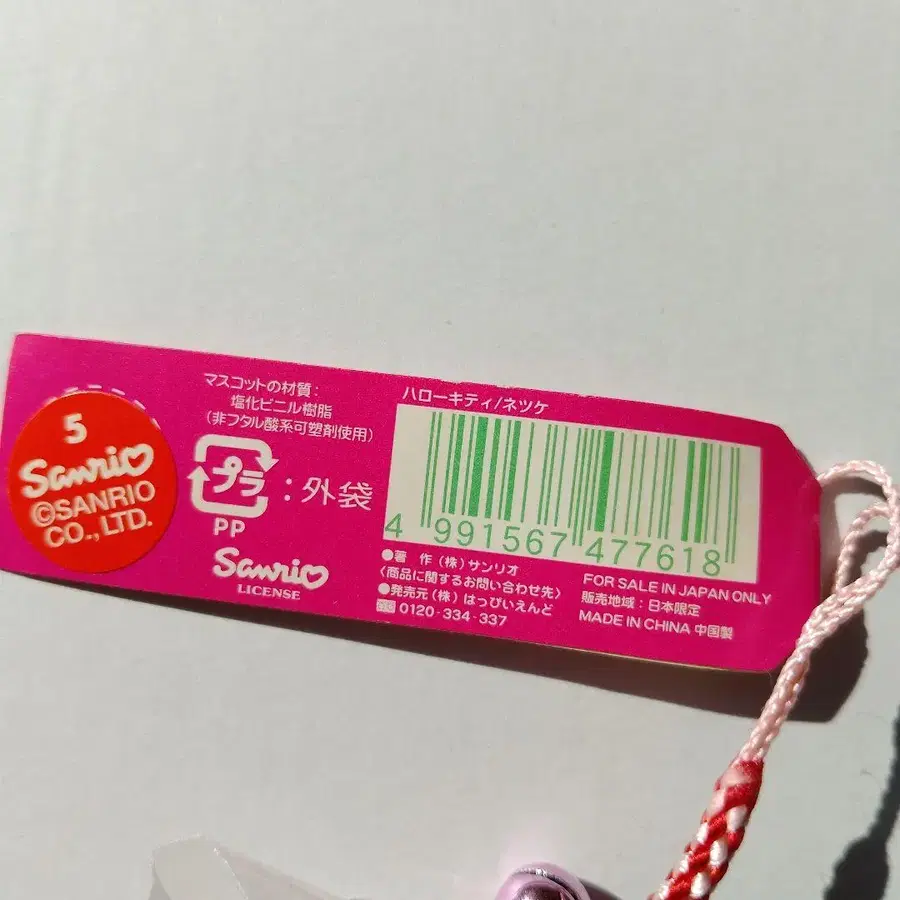 5
Sanrio
©SANRIO
CO., LTD.
マスコットの材質:
塩化ビニル樹脂
(非フタル酸系可塑剤使用)
プラ
:外袋
PP
Sanrio
LICENSE
ハローキティ/ネツケ
4 991567 477618
●著 作(株)サンリオ
〈商品に関するお問い合わせ先〉
●発売元(株)はっぴいえんど
0120-334-337
FOR SALE IN JAPAN ONLY
販売地域:日本限定
MADE IN CHINA 中国製